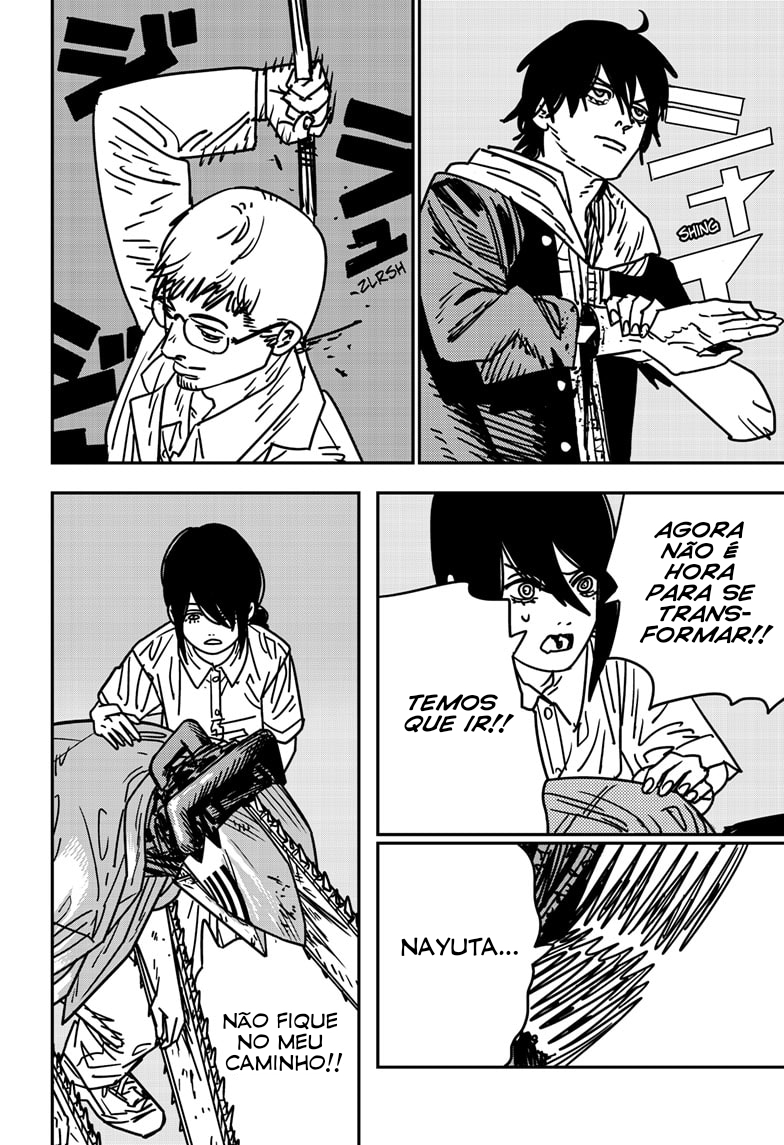 SHING
ZLRSH
AGORA
NÃO É
HORA
PARA SE
TRANS-
FORMAR!!
TEMOS
QUE IR!!
NAYUTA...
NÃO FIQUE
NO MEU
CAMINHO!!